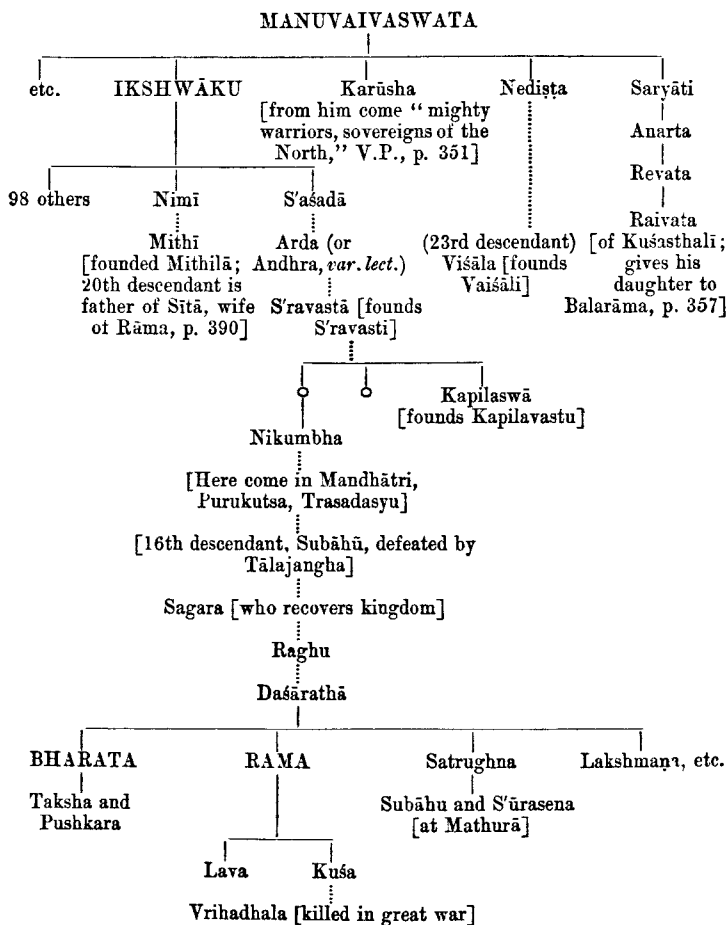 MANUVAIVASWATA
etc. IKSHWĀKU Karūsha Nediṣṭa Saryāti
[from him come "mighty
warriors, sovereigns of the
North," V.P., p. 351]
Anarta
Revata
98 others Nimī S'aśadā
Raivata
[of Kuśasthalī;
gives his
daughter to
Balarāma, p. 357]
Mithī
[founded Mithilā;
20th descendant is
father of Sītā, wife
of Rāma, p. 390]
Arda (or
Andhra, var. lect.)
S'ravastā [founds
S'ravasti]
(23rd descendant)
Viśāla [founds
Vaiśāli]
Kapilaswā
[founds Kapilavastu]
Nikumbha
[Here come in Mandhātri,
Purukutsa, Trasadasyu]
[16th descendant, Subāhū, defeated by
Tālajangha]
Sagara [who recovers kingdom]
Raghu
Daśārathā
BHARATA RAMA Satrughna Lakshmaṇa, etc.
Taksha and
Pushkara
Subāhu and S'ūrasena
[at Mathurā]
Lava Kuśa
Vrihadhala [killed in great war]